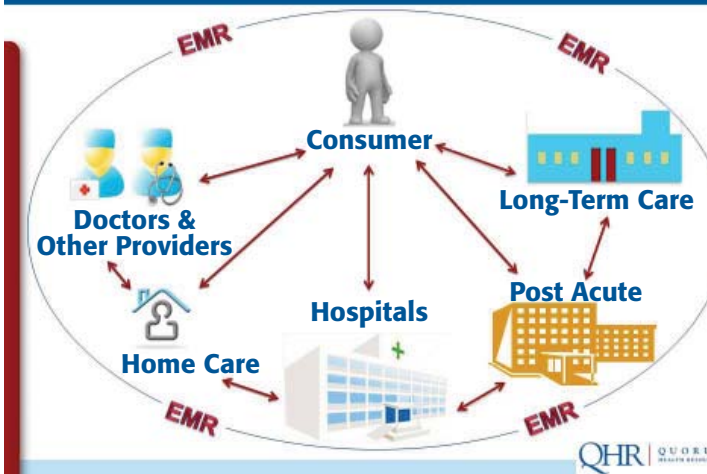 EMR
EMR
Consumer
Doctors &
Other Providers
Long-Term Care
Hospitals
Post Acute
Home Care
EMR
EMR
QHR